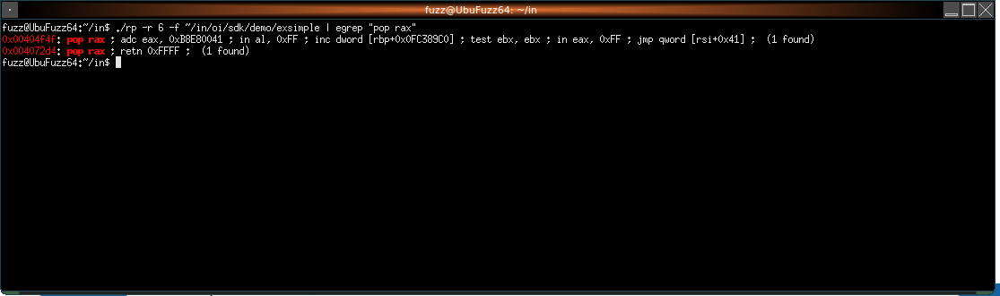 fuzz@UbuFuzz64: ~/in
fuzz@UbuFuzz64:~/in$ ./rp -r 6 -f ~/in/oi/sdk/demo/exsimple | egrep "pop rax"
0x00404f4f: pop rax ; adc eax, 0xB8E80041 ; in al, 0xFF ; inc dword [rbp+0x0FC389C0] ; test ebx, ebx ; in eax, 0xFF ; jmp qword [rsi+0x41] ;  (1 found)
0x004072d4: pop rax ; retn 0xFFFF ;  (1 found)
fuzz@UbuFuzz64:~/in$